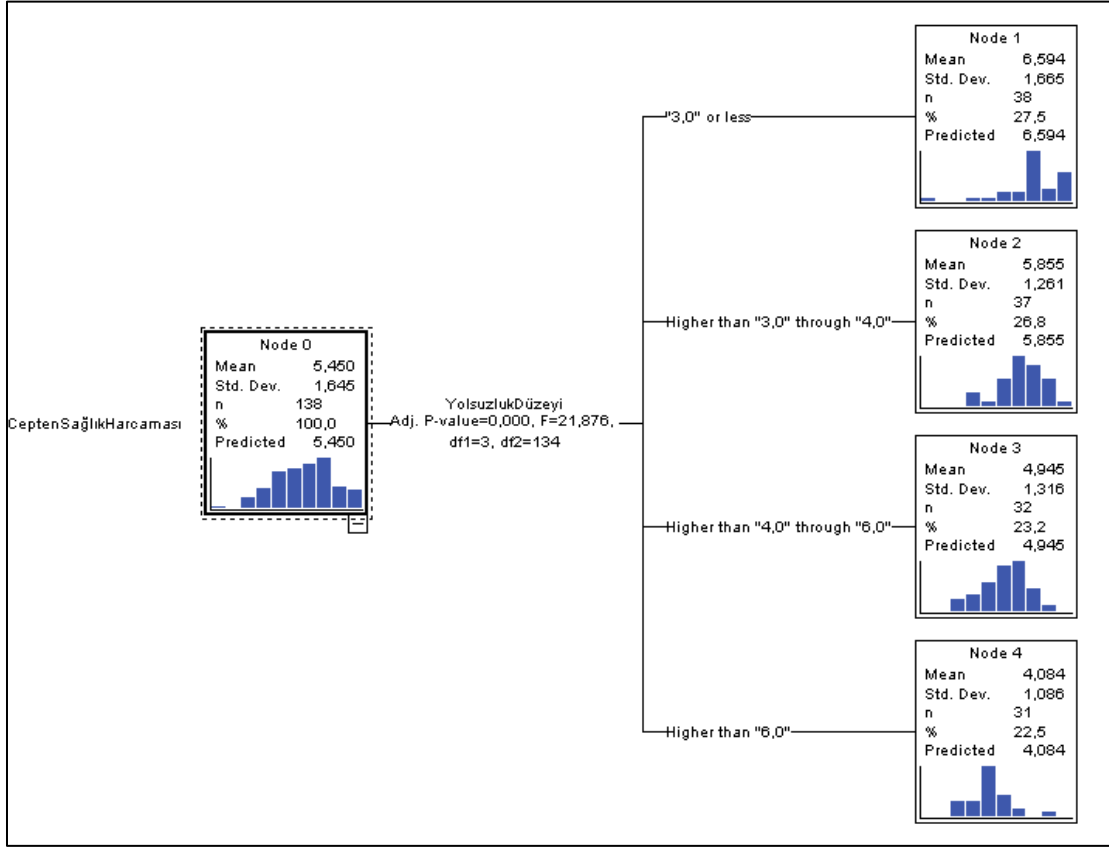 CeptenSağlıkHarcaması
Node 0
Mean 5,450
Std. Dev. 1,645
n 138
% 100,0
Predicted 5,450
YolsuzlukDüzeyi
Adj. P-value=0,000, F=21,876,
df1=3, df2=134
"3,0" or less
Node 1
Mean 6,594
Std. Dev. 1,665
n 38
% 27,5
Predicted 6,594
Higher than "3,0" through "4,0"
Node 2
Mean 5,855
Std. Dev. 1,261
n 37
% 26,8
Predicted 5,855
Higher than "4,0" through "6,0"
Node 3
Mean 4,945
Std. Dev. 1,316
n 32
% 23,2
Predicted 4,945
Higher than "6,0"
Node 4
Mean 4,084
Std. Dev. 1,086
n 31
% 22,5
Predicted 4,084